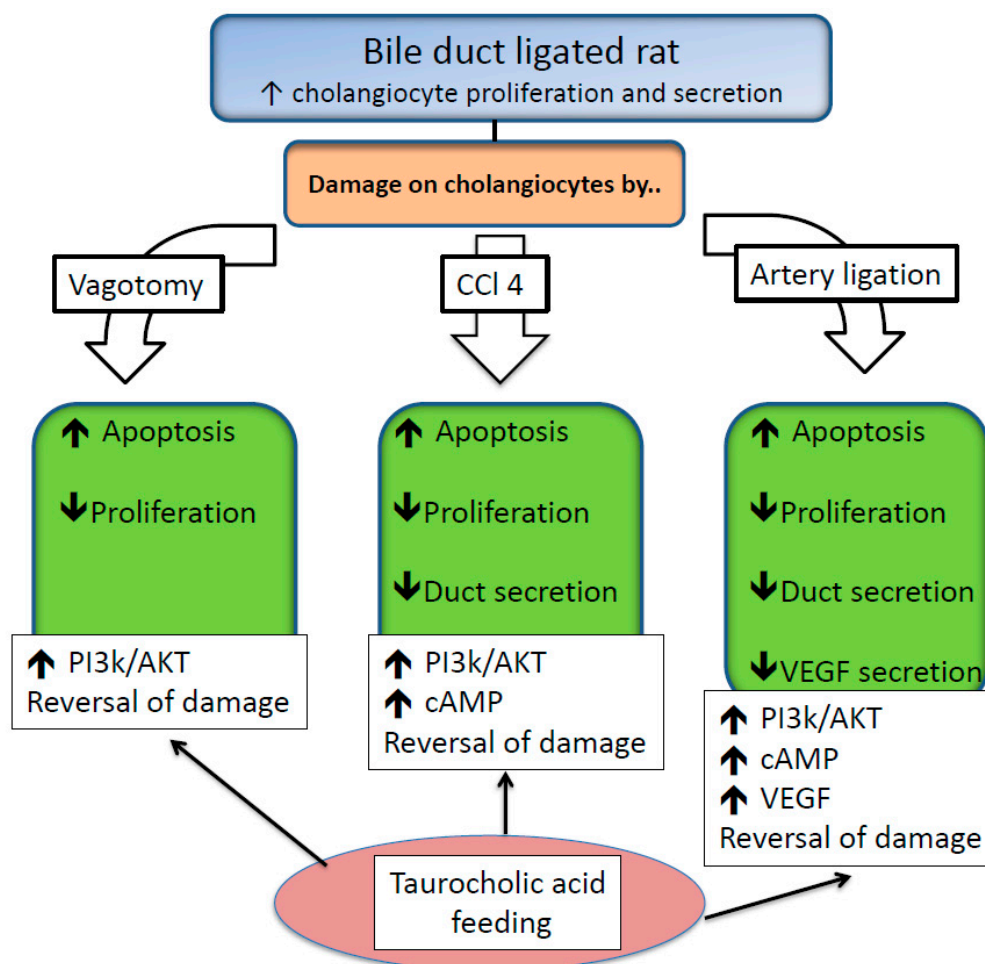 Bile duct ligated rat
↑ cholangiocyte proliferation and secretion
Damage on cholangiocytes by..
Vagotomy
CCl 4
Artery ligation
↑ Apoptosis
↓Proliferation
↑ PI3k/AKT
Reversal of damage
↑ Apoptosis
↓Proliferation
↓Duct secretion
↑ PI3k/AKT
↑ cAMP
Reversal of damage
↑ Apoptosis
↓Proliferation
↓Duct secretion
↓VEGF secretion
↑ PI3k/AKT
↑ cAMP
↑ VEGF
Reversal of damage
Taurocholic acid
feeding